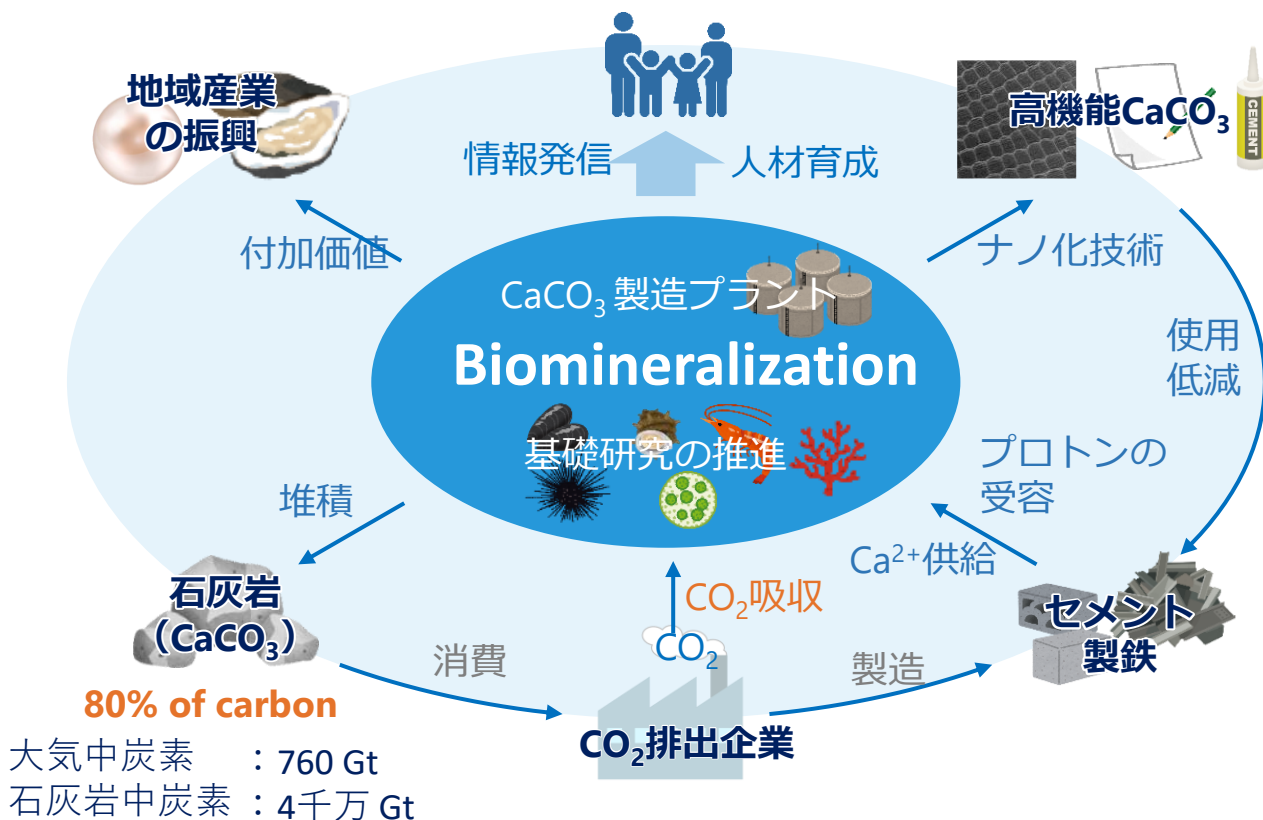 地域産業
の振興
高機能CaCO₃
CEMENT
情報発信
人材育成
付加価値
ナノ化技術
CaCO₃ 製造プラント
Biomineralization
基礎研究の推進
使用
低減
プロトンの
受容
Ca²⁺供給
堆積
石灰岩
（CaCO₃）
CO₂吸収
CO₂
セメント
製鉄
消費
製造
CO₂排出企業
80% of carbon
大気中炭素 ：760 Gt
石灰岩中炭素 ：4千万 Gt